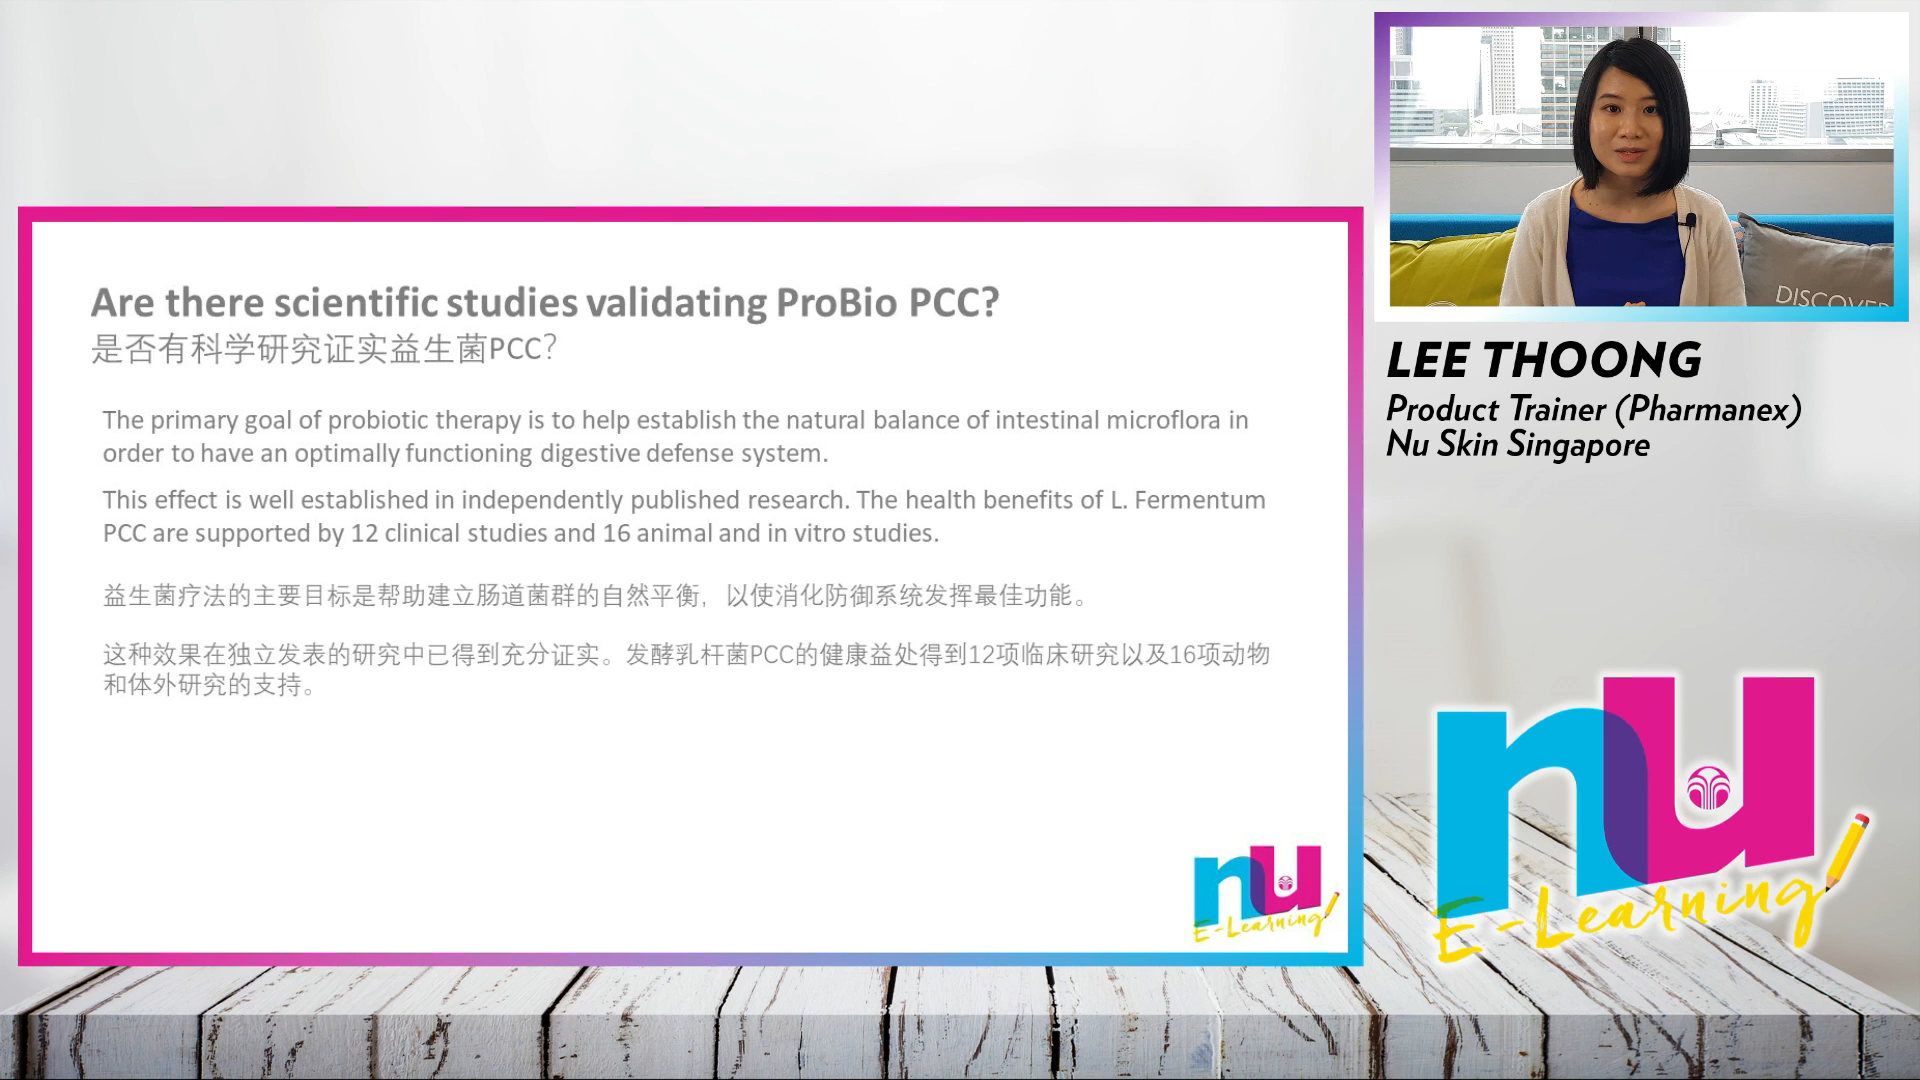 Are there scientific studies validating ProBio PCC?
是否有科学研究证实益生菌PCC？
The primary goal of probiotic therapy is to help establish the natural balance of intestinal microflora in
order to have an optimally functioning digestive defense system.
This effect is well established in independently published research. The health benefits of L. Fermentum
PCC are supported by 12 clinical studies and 16 animal and in vitro studies.
益生菌疗法的主要目标是帮助建立肠道菌群的自然平衡，以使消化防御系统发挥最佳功能。
这种效果在独立发表的研究中已得到充分证实。发酵乳杆菌PCC的健康益处得到12项临床研究以及16项动物
和体外研究的支持。
nu
E-Learning
DISCOVER
LEE THOONG
Product Trainer (Pharmanex)
Nu Skin Singapore
nu
E-Learning